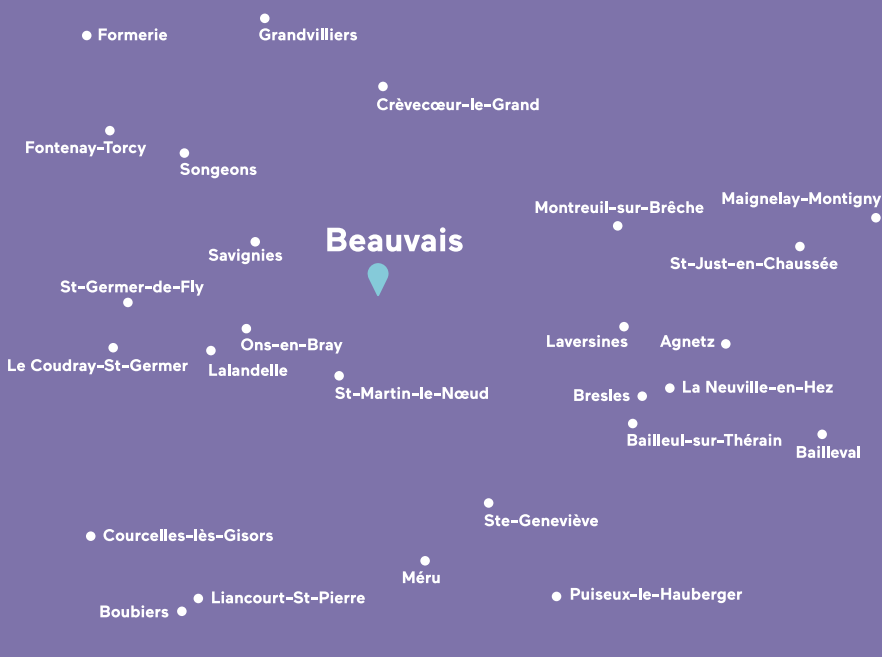 Formerie
Grandvilliers
Crèvecœur-le-Grand
Fontenay-Torcy
Songeons
Maignelay-Montigny
Montreuil-sur-Brêche
Beauvais
Savignies
St-Just-en-Chaussée
St-Germer-de-Fly
Laversines
Agnetz
Ons-en-Bray
Le Coudray-St-Germer
Lalandelle
La Neuville-en-Hez
St-Martin-le-Nœud
Bresles
Bailleul-sur-Thérain
Bailleval
Ste-Geneviève
Courcelles-lès-Gisors
Méru
Puiseux-le-Hauberger
Liancourt-St-Pierre
Boubiers